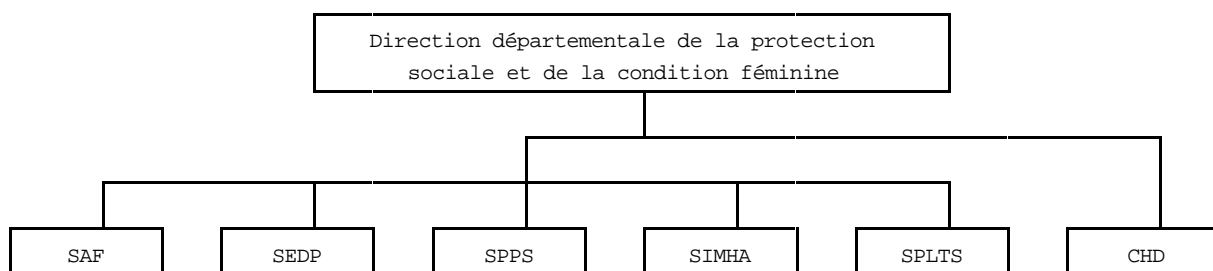 Direction départementale de la protection
sociale et de la condition féminine
SAF SEDP SPPS SIMHA SPLTS CHD